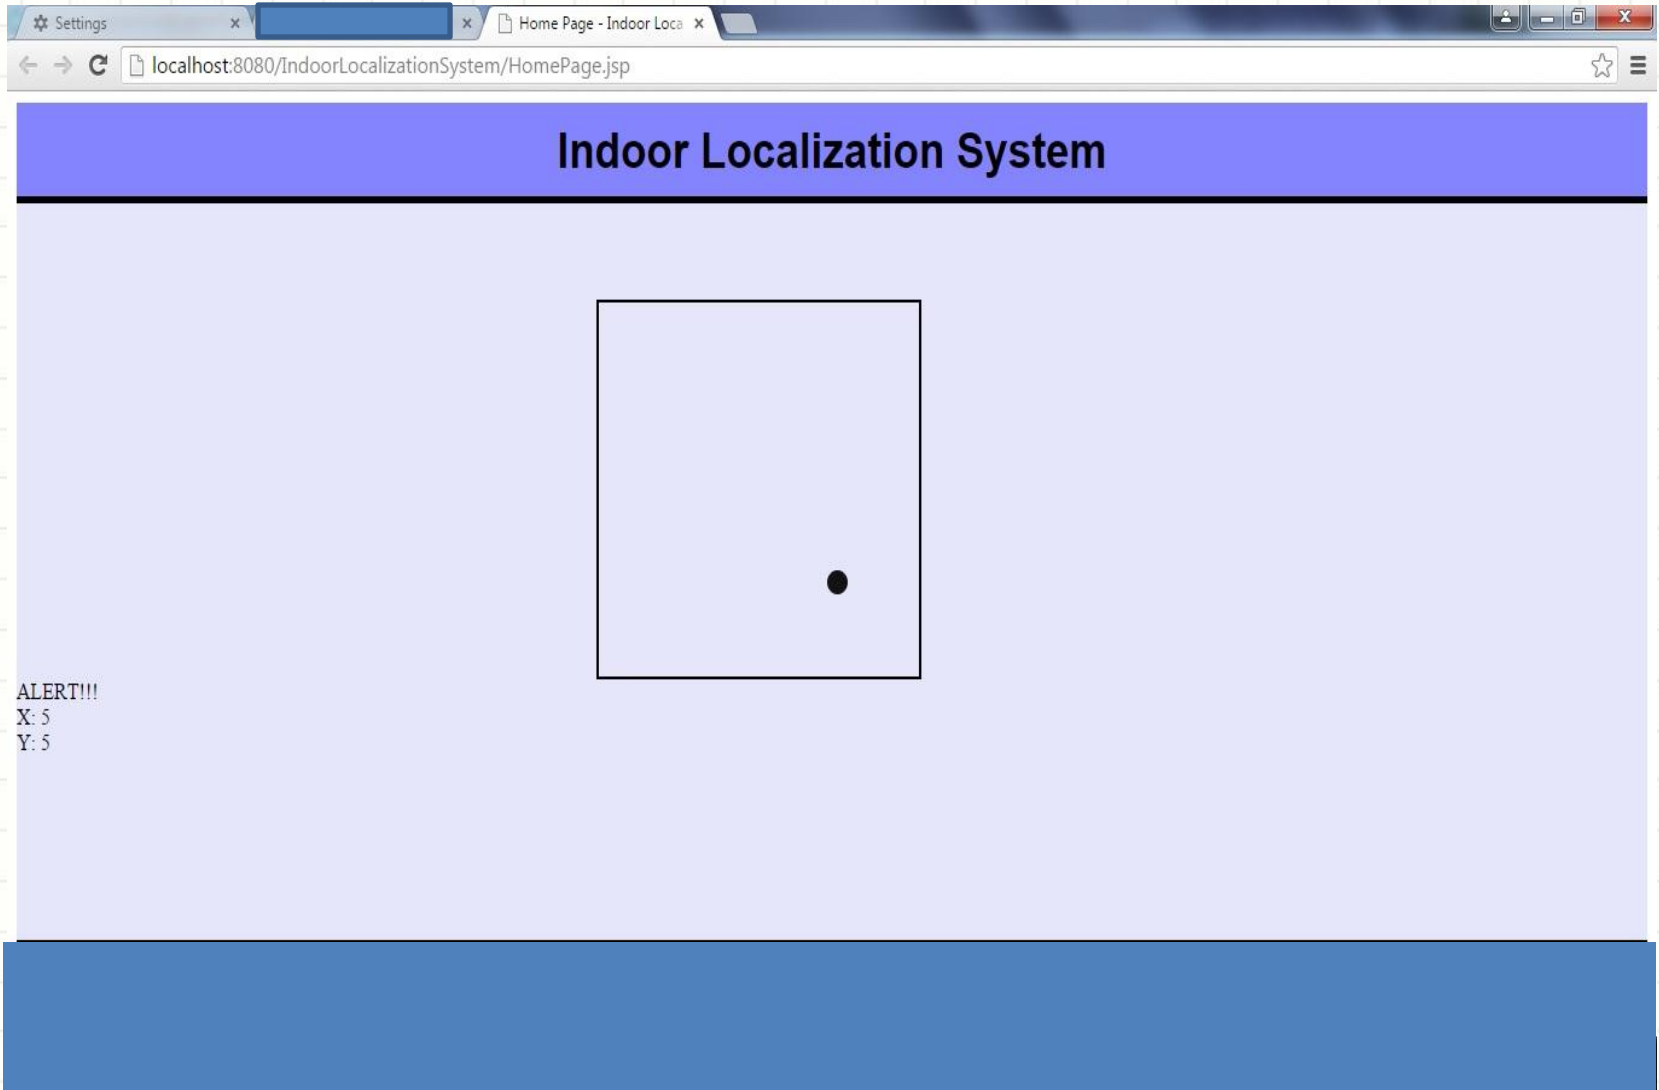 Settings
Home Page - Indoor Loca
localhost:8080/IndoorLocalizationSystem/HomePage.jsp
Indoor Localization System
ALERT!!!
X: 5
Y: 5